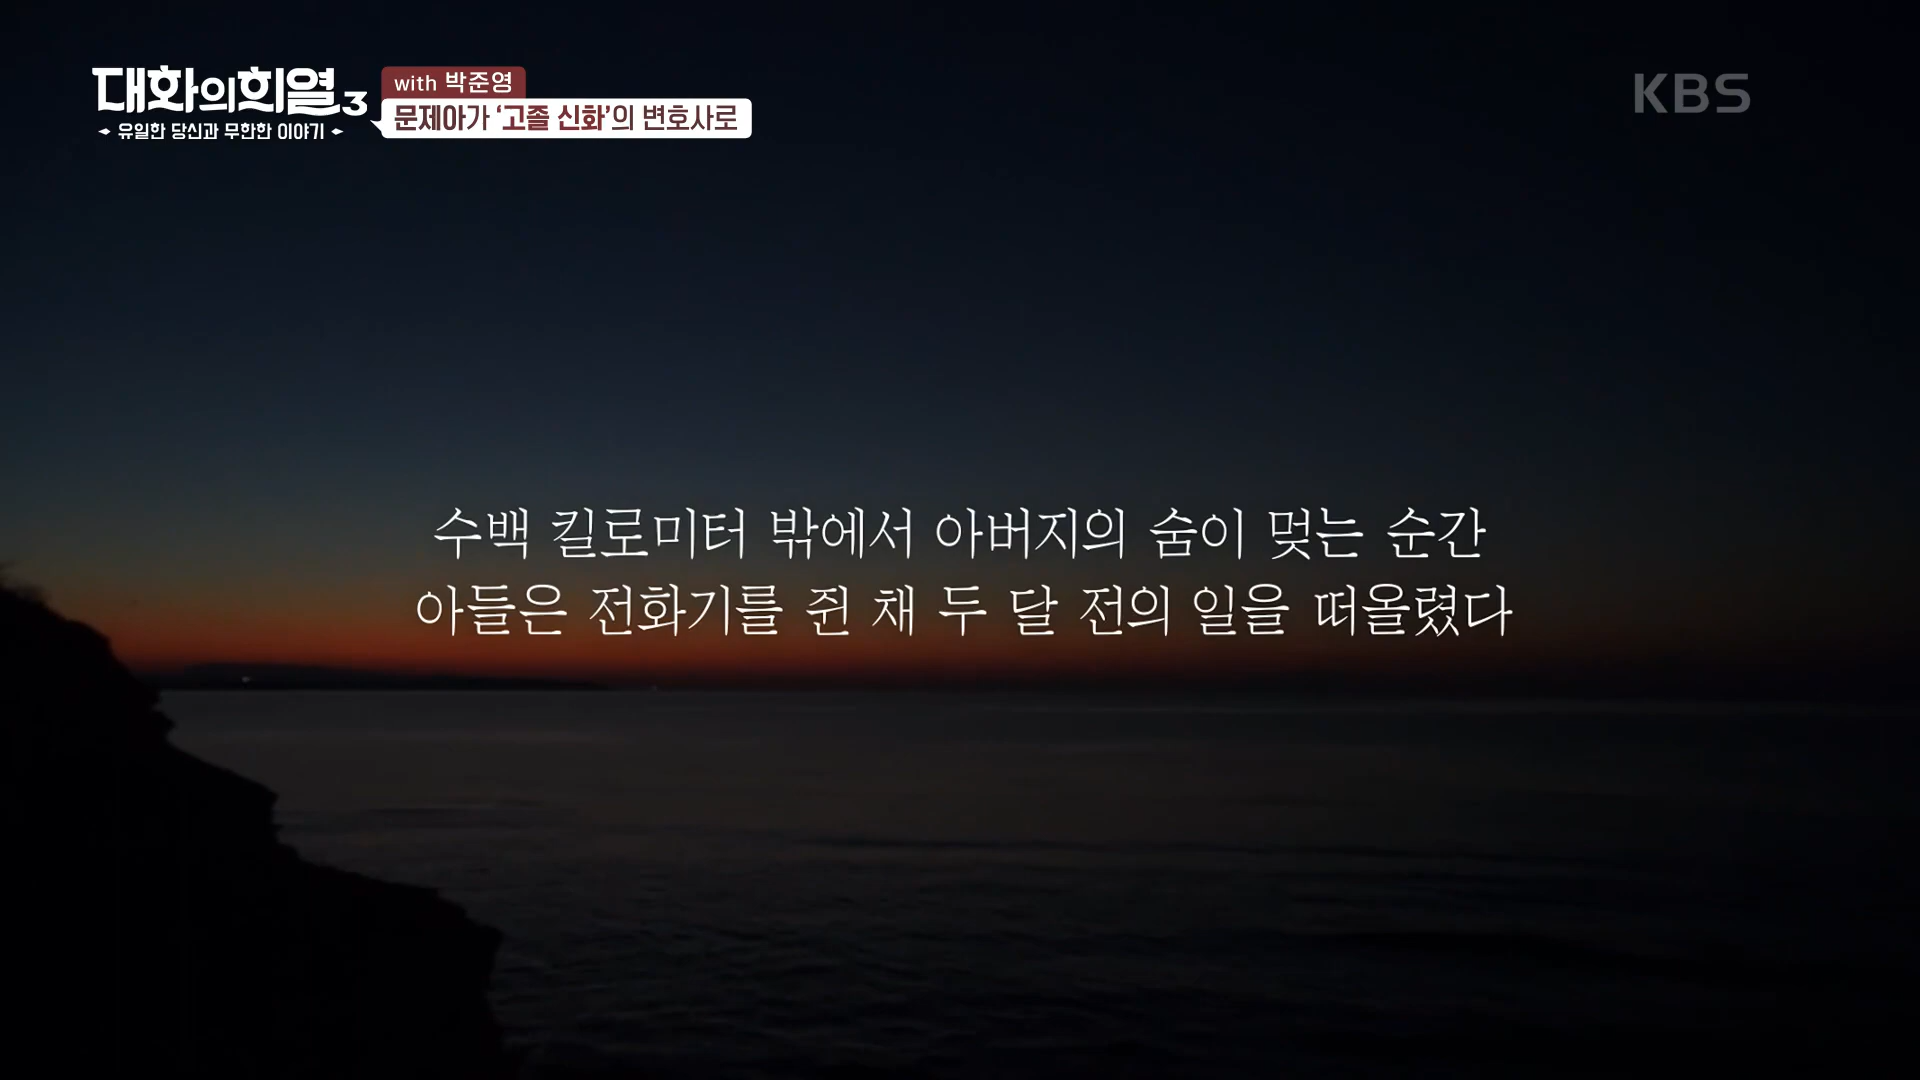 대화의희열3
유일한 당신과 무한한 이야기
with 박준영
문제아가 ‘고졸 신화’의 변호사로
KBS
수백 킬로미터 밖에서 아버지의 숨이 멎는 순간
아들은 전화기를 쥔 채 두 달 전의 일을 떠올렸다